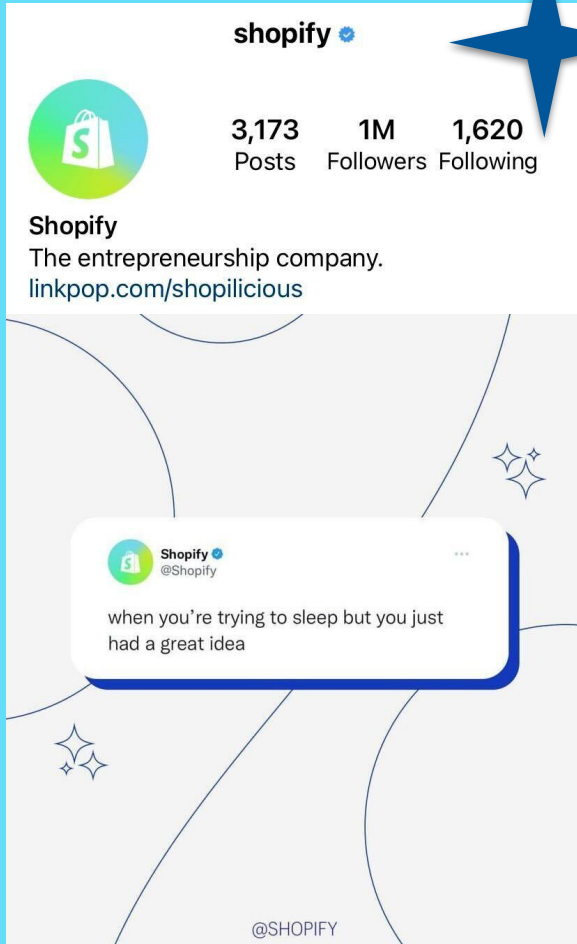 shopify
3,173 1M 1,620
Posts Followers Following
S
Shopify
The entrepreneurship company.
linkpop.com/shopilicious
S
Shopify
@Shopify
when you’re trying to sleep but you just
had a great idea
@SHOPIFY